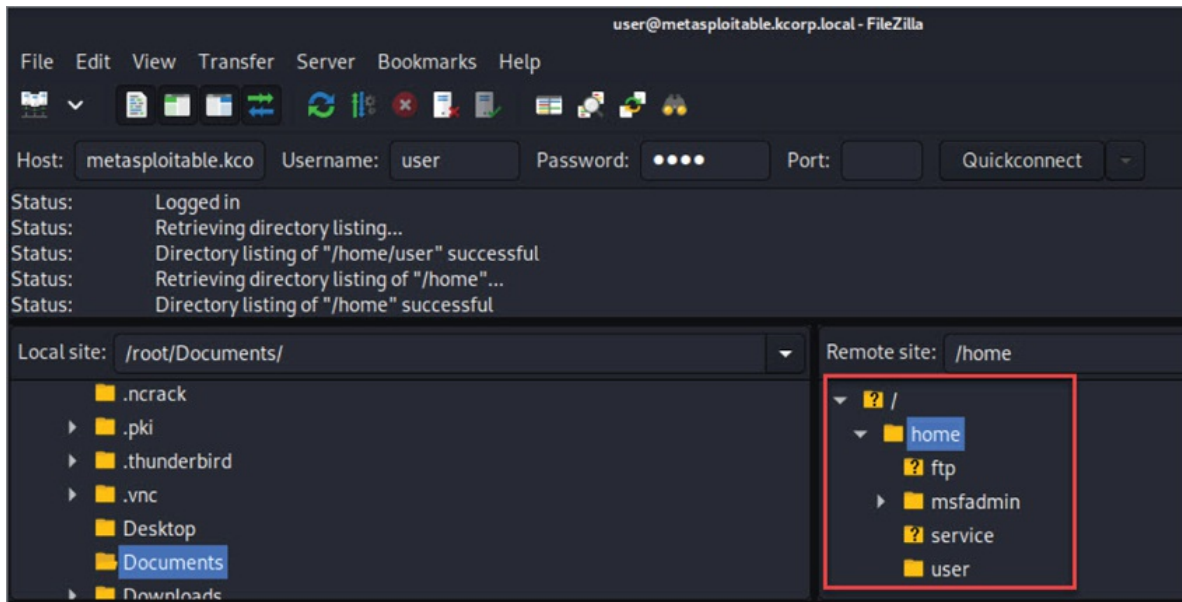 user@metasploitable.kcorp.local - FileZilla
File Edit View Transfer Server Bookmarks Help
Host: metasploitable.kco Username: user Password: ●●●● Port: Quickconnect
Status: Logged in
Status: Retrieving directory listing...
Status: Directory listing of "/home/user" successful
Status: Retrieving directory listing of "/home"...
Status: Directory listing of "/home" successful
Local site: /root/Documents/
.ncrack
.pki
.thunderbird
.vnc
Desktop
Documents
Downloads
Remote site: /home
/
home
ftp
msfadmin
service
user